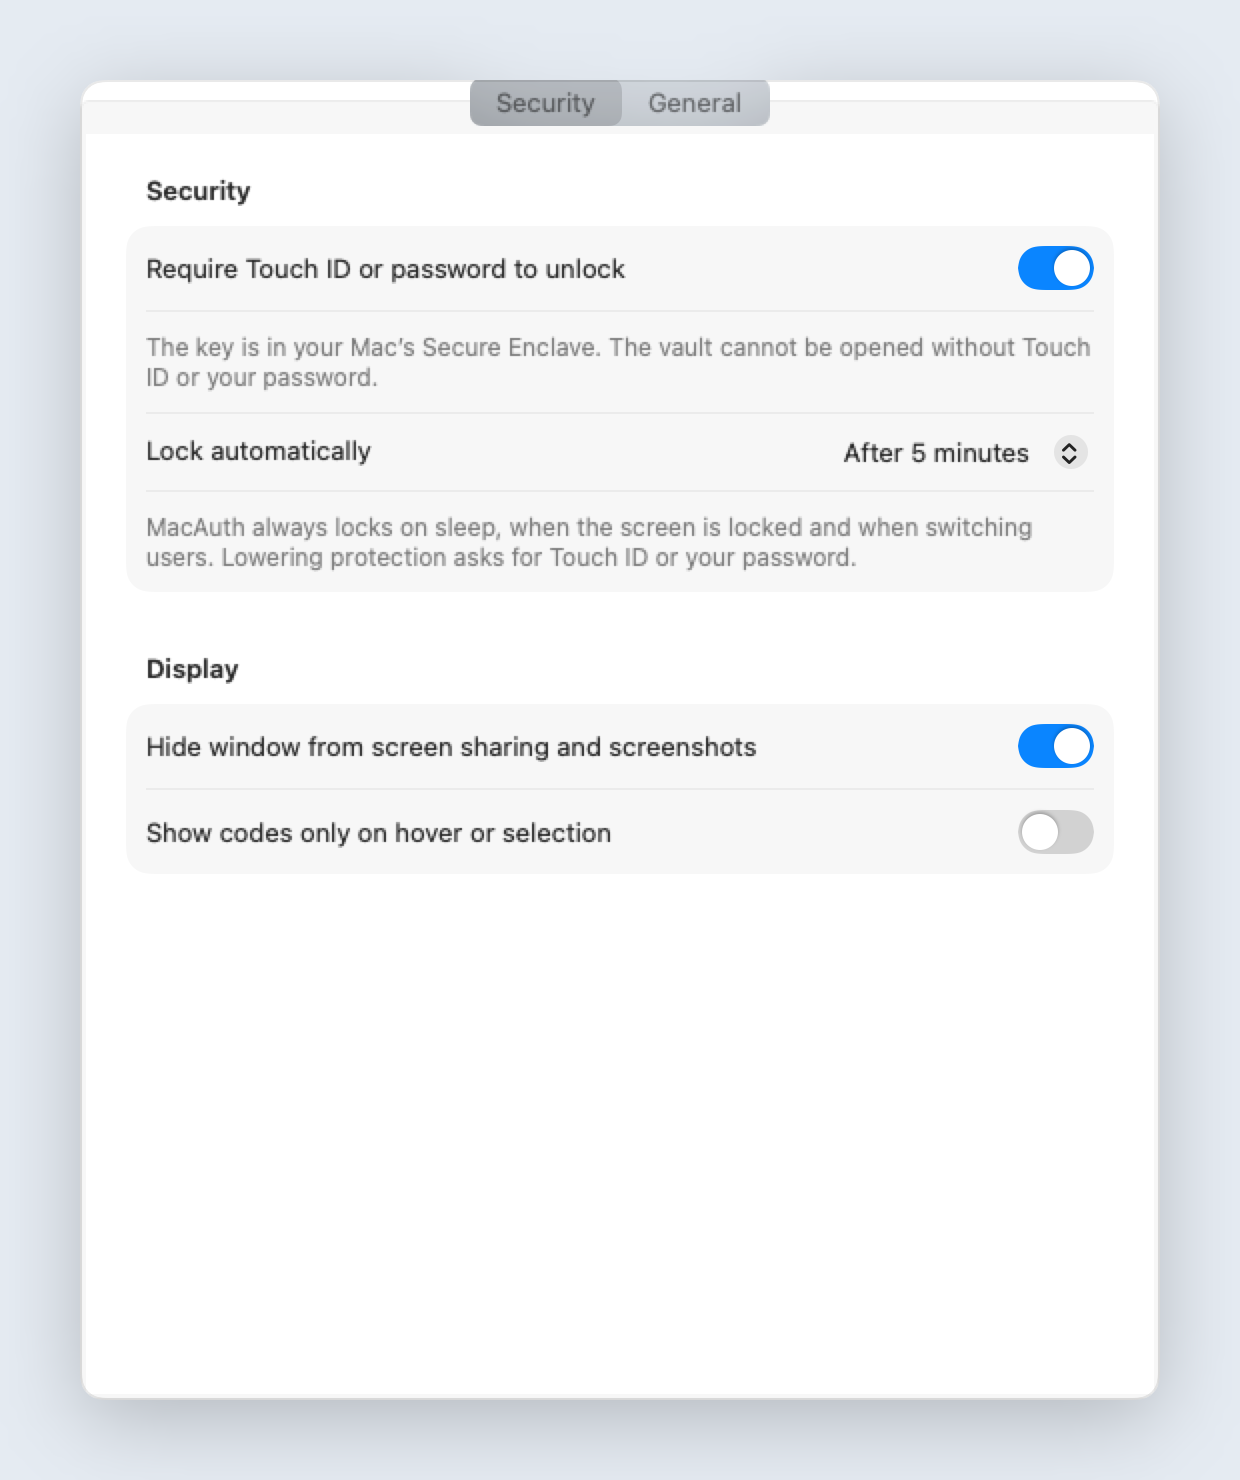 Security General
Security
Require Touch ID or password to unlock
The key is in your Mac’s Secure Enclave. The vault cannot be opened without Touch
ID or your password.
Lock automatically After 5 minutes
MacAuth always locks on sleep, when the screen is locked and when switching
users. Lowering protection asks for Touch ID or your password.
Display
Hide window from screen sharing and screenshots
Show codes only on hover or selection